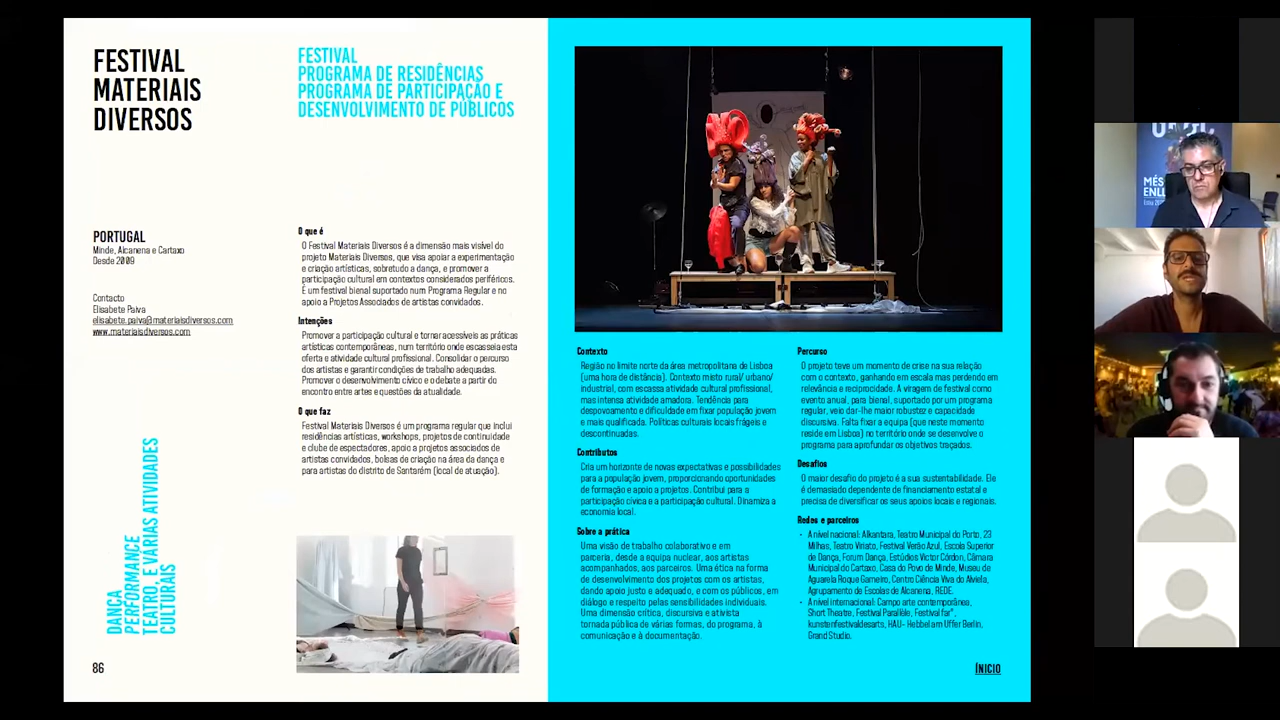 FESTIVAL
MATERIAIS
DIVERSOS
FESTIVAL
PROGRAMA DE RESIDÊNCIAS
PROGRAMA DE PARTICIPAÇÃO E
DESENVOLVIMENTO DE PÚBLICOS
PORTUGAL
Minde, Alcanena e Cartaxo
Desde 2009
Contacto
Elisabete Paiva
elisabete.paiva@materiaisdiversos.com
www.materiaisdiversos.com
DANÇA
PERFORMANCE
TEATRO, E VÁRIAS ATIVIDADES
CULTURAIS
86
O que é
O Festival Materiais Diversos é a dimensão mais visível do
projeto Materiais Diversos, que visa apoiar a experimentação
e criação artísticas, sobretudo a dança, e promover a
participação cultural em contextos considerados periféricos.
É um festival bienal suportado num Programa Regular e no
apoio a Projetos Associados de artistas convidados.
Intenções
Promover a participação cultural e tornar acessíveis as práticas
artísticas contemporâneas, num território onde escasseia esta
oferta e atividade cultural profissional. Consolidar o percurso
dos artistas e garantir condições de trabalho adequadas.
Promover o desenvolvimento cívico e o debate a partir do
encontro entre artes e questões da atualidade.
O que faz
Festival Materiais Diversos é um programa regular que inclui
residências artísticas, workshops, projetos de continuidade
e clube de espectadores, apoio a projetos associados de
artistas convidados, bolsas de criação na área da dança e
para artistas do distrito de Santarém (local de atuação).
Contexto
Região no limite norte da área metropolitana de Lisboa
(uma hora de distância). Contexto misto rural/ urbano/
industrial, com escassa atividade cultural profissional,
mas intensa atividade amadora. Tendência para
despovoamento e dificuldade em fixar população jovem
e mais qualificada. Políticas culturais locais frágeis e
descontinuadas.
Contributos
Cria um horizonte de novas expectativas e possibilidades
para a população jovem, proporcionando oportunidades
de formação e apoio a projetos. Contribui para a
participação cívica e a participação cultural. Dinamiza a
economia local.
Sobre a prática
Uma visão de trabalho colaborativo e em
parceria, desde a equipa nuclear, aos artistas
acompanhados, aos parceiros. Uma ética na forma
de desenvolvimento dos projetos com os artistas,
dando apoio justo e adequado, e com os públicos, em
diálogo e respeito pelas sensibilidades individuais.
Uma dimensão crítica, discursiva e ativista
tornada pública de várias formas, do programa, à
comunicação e à documentação.
Percurso
O projeto teve um momento de crise na sua relação
com o contexto, ganhando em escala mas perdendo em
relevância e reciprocidade. A viragem de festival como
evento anual, para bienal, suportado por um programa
regular, veio dar-lhe maior robustez e capacidade
discursiva. Falta fixar a equipa (que neste momento
reside em Lisboa) no território onde se desenvolve o
programa para aprofundar os objetivos traçados.
Desafios
O maior desafio do projeto é a sua sustentabilidade. Ele
é demasiado dependente de financiamento estatal e
precisa de diversificar os seus apoios locais e regionais.
Redes e parceiros
• A nível nacional: Alkantara, Teatro Municipal do Porto, 23
Milhas, Teatro Viriato, Festival Verão Azul, Escola Superior
de Dança, Forum Dança, Estúdios Victor Córdon, Câmara
Municipal do Cartaxo, Casa do Povo de Minde, Museu de
Aguarela Roque Gameiro, Centro Ciência Viva do Alviela,
Agrupamento de Escolas de Alcanena, REDE.
• A nível internacional: Campo arte contemporânea,
Short Theatre, Festival Parallèle, Festival far°,
kunstenfestivaldesarts, HAU- Hebbel am Uffer Berlin,
Grand Studio.
ÍNICIO
MÉS
ENLL